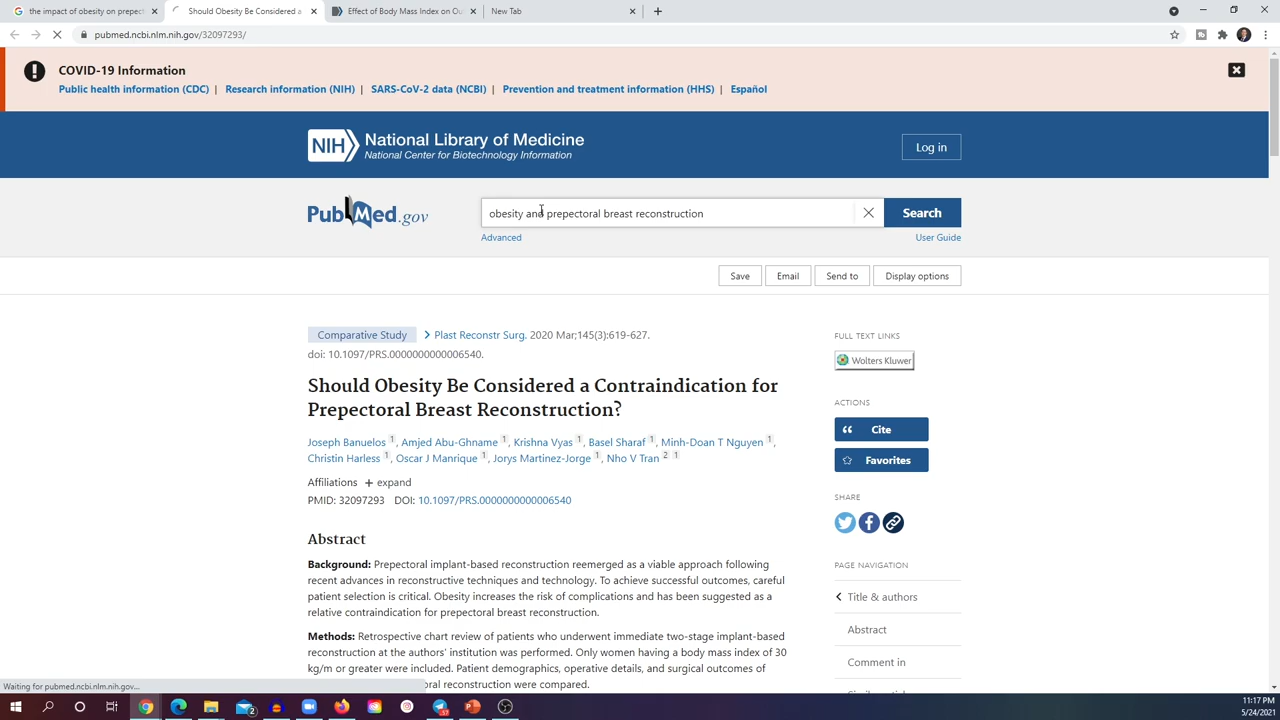 the impact of obesity on prepect
Should Obesity Be Considered a
Effect of Body Mass Index on Ou
New Tab
pubmed.ncbi.nlm.nih.gov/32097293/
COVID-19 Information
Public health information (CDC) | Research information (NIH) | SARS-CoV-2 data (NCBI) | Prevention and treatment information (HHS) | Español
NIH National Library of Medicine
National Center for Biotechnology Information
Log in
PubMed.gov
obesity and prepectoral breast reconstruction
Search
Advanced
User Guide
Save
Email
Send to
Display options
Comparative Study > Plast Reconstr Surg. 2020 Mar;145(3):619-627.
doi: 10.1097/PRS.0000000000006540.
Should Obesity Be Considered a Contraindication for
Prepectoral Breast Reconstruction?
Joseph Banuelos 1, Amjed Abu-Ghname 1, Krishna Vyas 1, Basel Sharaf 1, Minh-Doan T Nguyen 1,
Christin Harless 1, Oscar J Manrique 1, Jorys Martinez-Jorge 1, Nho V Tran 2 1
Affiliations + expand
PMID: 32097293 DOI: 10.1097/PRS.0000000000006540
Abstract
Background: Prepectoral implant-based reconstruction reemerged as a viable approach following
recent advances in reconstructive techniques and technology. To achieve successful outcomes, careful
patient selection is critical. Obesity increases the risk of complications and has been suggested as a
relative contraindication for prepectoral breast reconstruction.
Methods: Retrospective chart review of patients who underwent immediate two-stage implant-based
reconstruction at the authors' institution was performed. Only women having a body mass index of 30
kg/m or greater were included. Patient demographics, operative details, and surgical outcomes of
oral reconstruction were compared.
FULL TEXT LINKS
Wolters Kluwer
ACTIONS
Cite
Favorites
SHARE
PAGE NAVIGATION
Title & authors
Abstract
Comment in
Waiting for pubmed.ncbi.nlm.nih.gov...
11:17 PM
5/24/2021